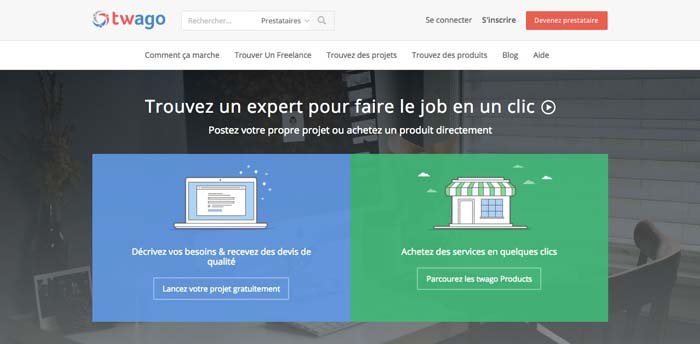 twago
Rechercher... Prestataires
Se connecter S'inscrire Devenez prestataire
Comment ça marche Trouver Un Freelance Trouvez des projets Trouvez des produits Blog Aide
Trouvez un expert pour faire le job en un clic
Postez votre propre projet ou achetez un produit directement
Décrivez vos besoins & recevez des devis de
qualité
Lancez votre projet gratuitement
Achetez des services en quelques clics
Parcourez les twago Products